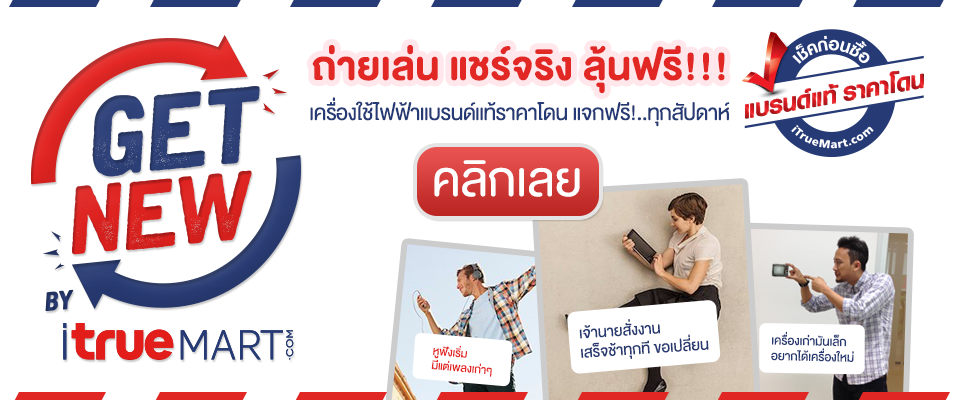 GET
NEW
BY
itrueMART.COM
ถ่ายเล่น แชร์จริง ลุ้นฟรี!!!
เครื่องใช้ไฟฟ้าแบรนด์แท้ราคาโดน แจกฟรี!..ทุกสัปดาห์
เช็คก่อนซื้อ
แบรนด์แท้ ราคาโดน
iTrueMart.com
คลิกเลย
หูฟังเริ่ม
มีแต่เพลงเก่าๆ
เจ้านายสั่งงาน
เสร็จช้าทุกที ขอเปลี่ยน
เครื่องเก่ามันเล็ก
อยากได้เครื่องใหม่